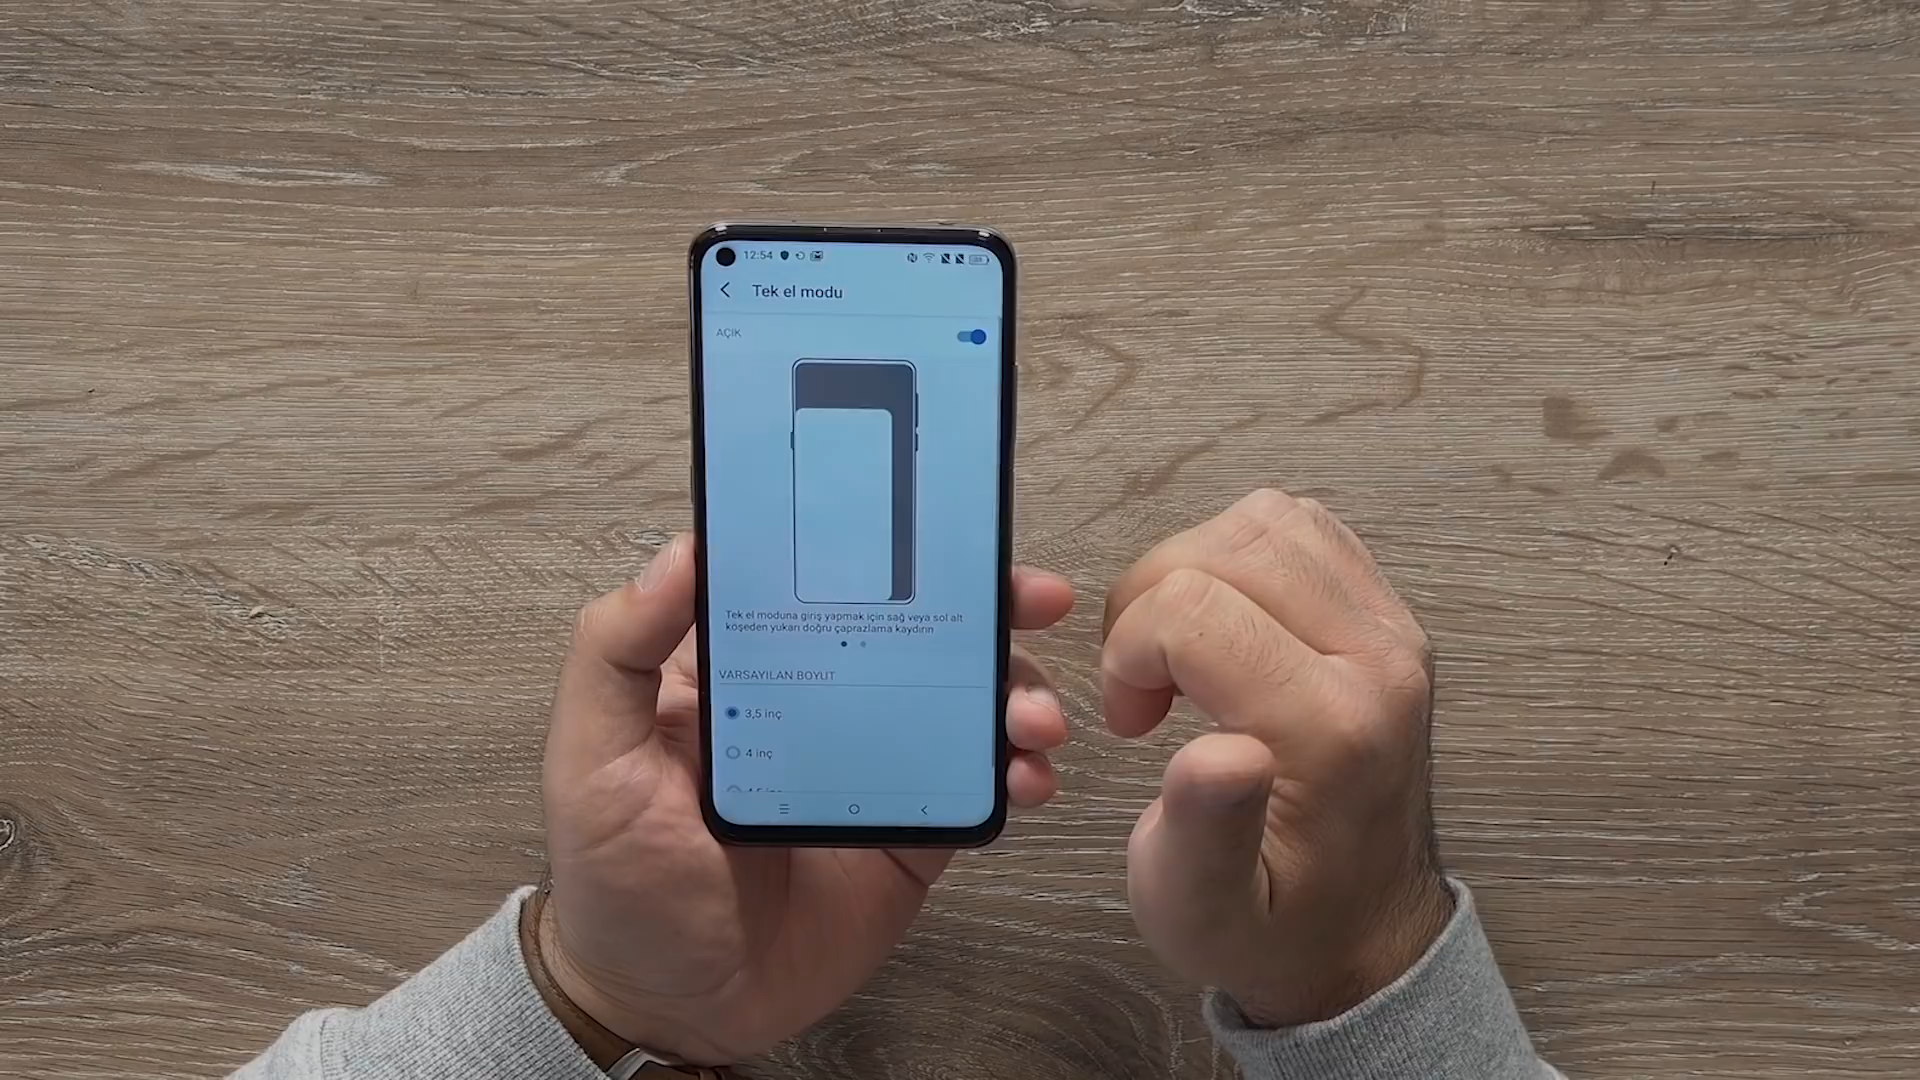 12:54
Tek el modu
AÇIK
Tek el moduna giriş yapmak için sağ veya sol alt
köşeden yukarı doğru çaprazlama kaydırın
VARSAYILAN BOYUT
3,5 inç
4 inç